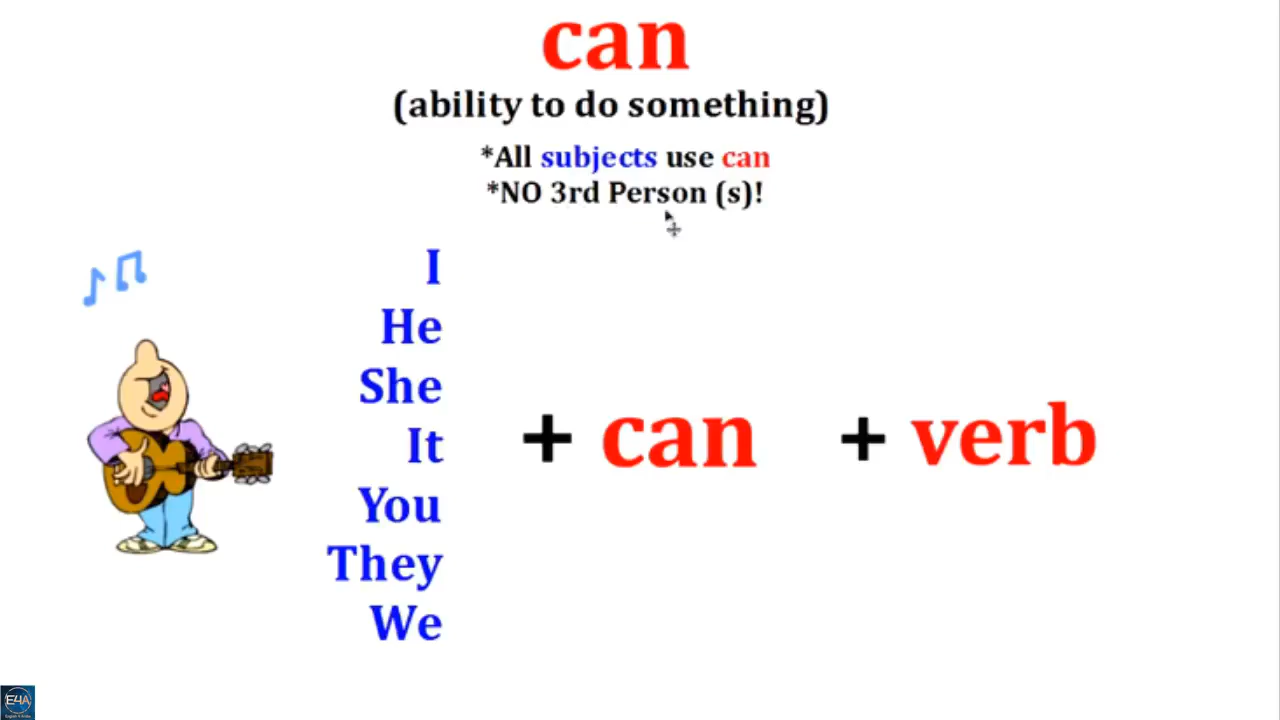 can
(ability to do something)
*All subjects use can
*NO 3rd Person (s)!
I
He
She
It
You
They
We
+ can + verb
E4A